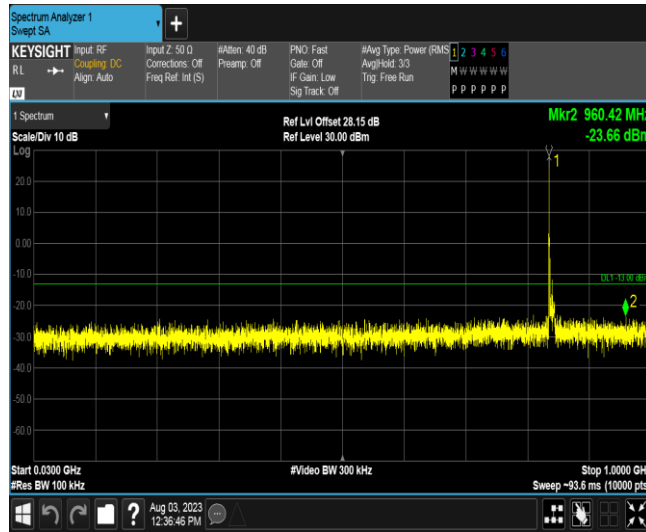 Spectrum Analyzer 1
Swept SA
KEYSIGHT Input: RF Input Z: 50 Ω #Atten: 40 dB PNO: Fast #Avg Type: Power (RMS 1 2 3 4 5 6
RL Coupling: DC Corrections: Off Preamp: Off Gate: Off Avg|Hold: 3/3 M W W W W W
Align: Auto Freq Ref: Int (S) IF Gain: Low Trig: Free Run
LXI Sig Track: Off P P P P P P
1 Spectrum Ref Lvl Offset 28.15 dB Mkr2 960.42 MHz
Scale/Div 10 dB Ref Level 30.00 dBm -23.66 dBm
Log
1
20.0
10.0
0.00
-10.0
DL1 -13.00 dBm
2
-20.0
-30.0
-40.0
-50.0
-60.0
Start 0.0300 GHz #Video BW 300 kHz Stop 1.0000 GH
#Res BW 100 kHz Sweep ~93.6 ms (10000 pts
? Aug 03, 2023
12:36:46 PM